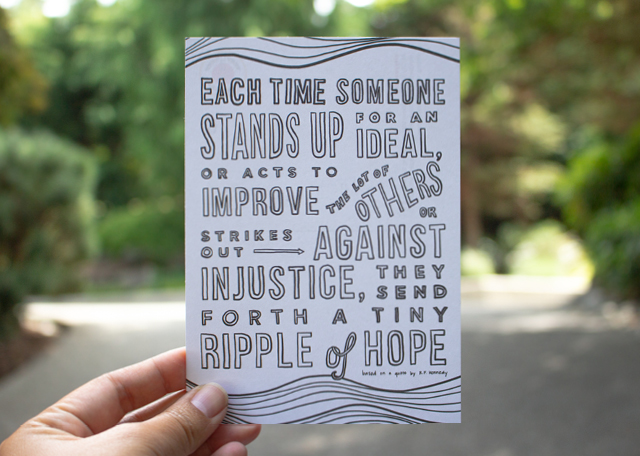 EACH TIME SOMEONE
STANDS UP FOR AN IDEAL,
OR ACTS TO
IMPROVE THE LOT OF OTHERS OR
STRIKES OUT AGAINST
INJUSTICE, THEY SEND
FORTH A TINY
RIPPLE of HOPE
based on a quote by R.F. Kennedy